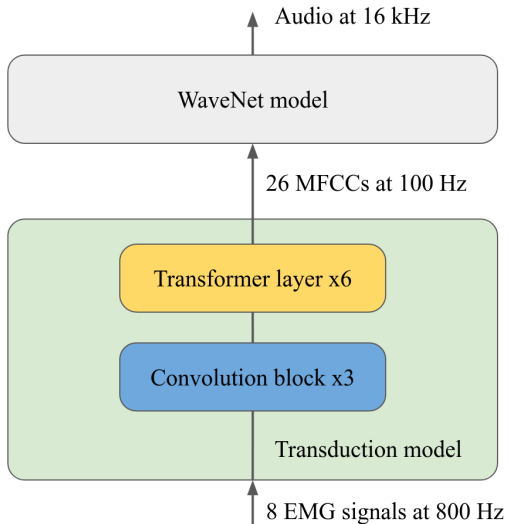 Audio at 16 kHz
WaveNet model
26 MFCCs at 100 Hz
Transformer layer x6
Convolution block x3
Transduction model
8 EMG signals at 800 Hz